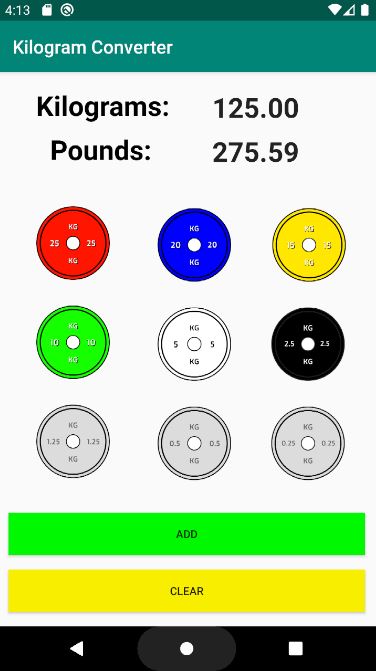 4:13
Kilogram Converter
Kilograms: 125.00
Pounds: 275.59
KG KG KG
25 25 20 20 15 15
KG KG KG
KG KG KG
10 10 5 5 2.5 2.5
KG KG KG
KG KG KG
1.25 1.25 0.5 0.5 0.25 0.25
KG KG KG
ADD
CLEAR